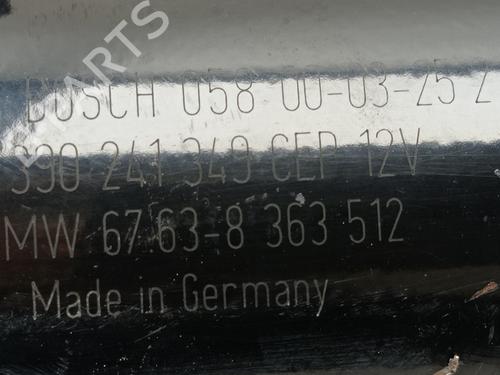 BOSCH 058 00-03-25 2
390 241 349 CEP 12V
MW 67.63-8 363 512
Made in Germany